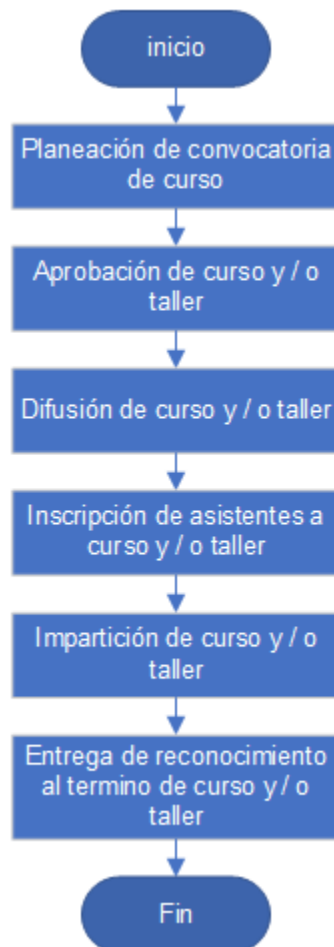 inicio
Planeación de convocatoria
de curso
Aprobación de curso y / o
taller
Difusión de curso y / o taller
Inscripción de asistentes a
curso y / o taller
Impartición de curso y / o
taller
Entrega de reconocimiento
al termino de curso y / o
taller
Fin